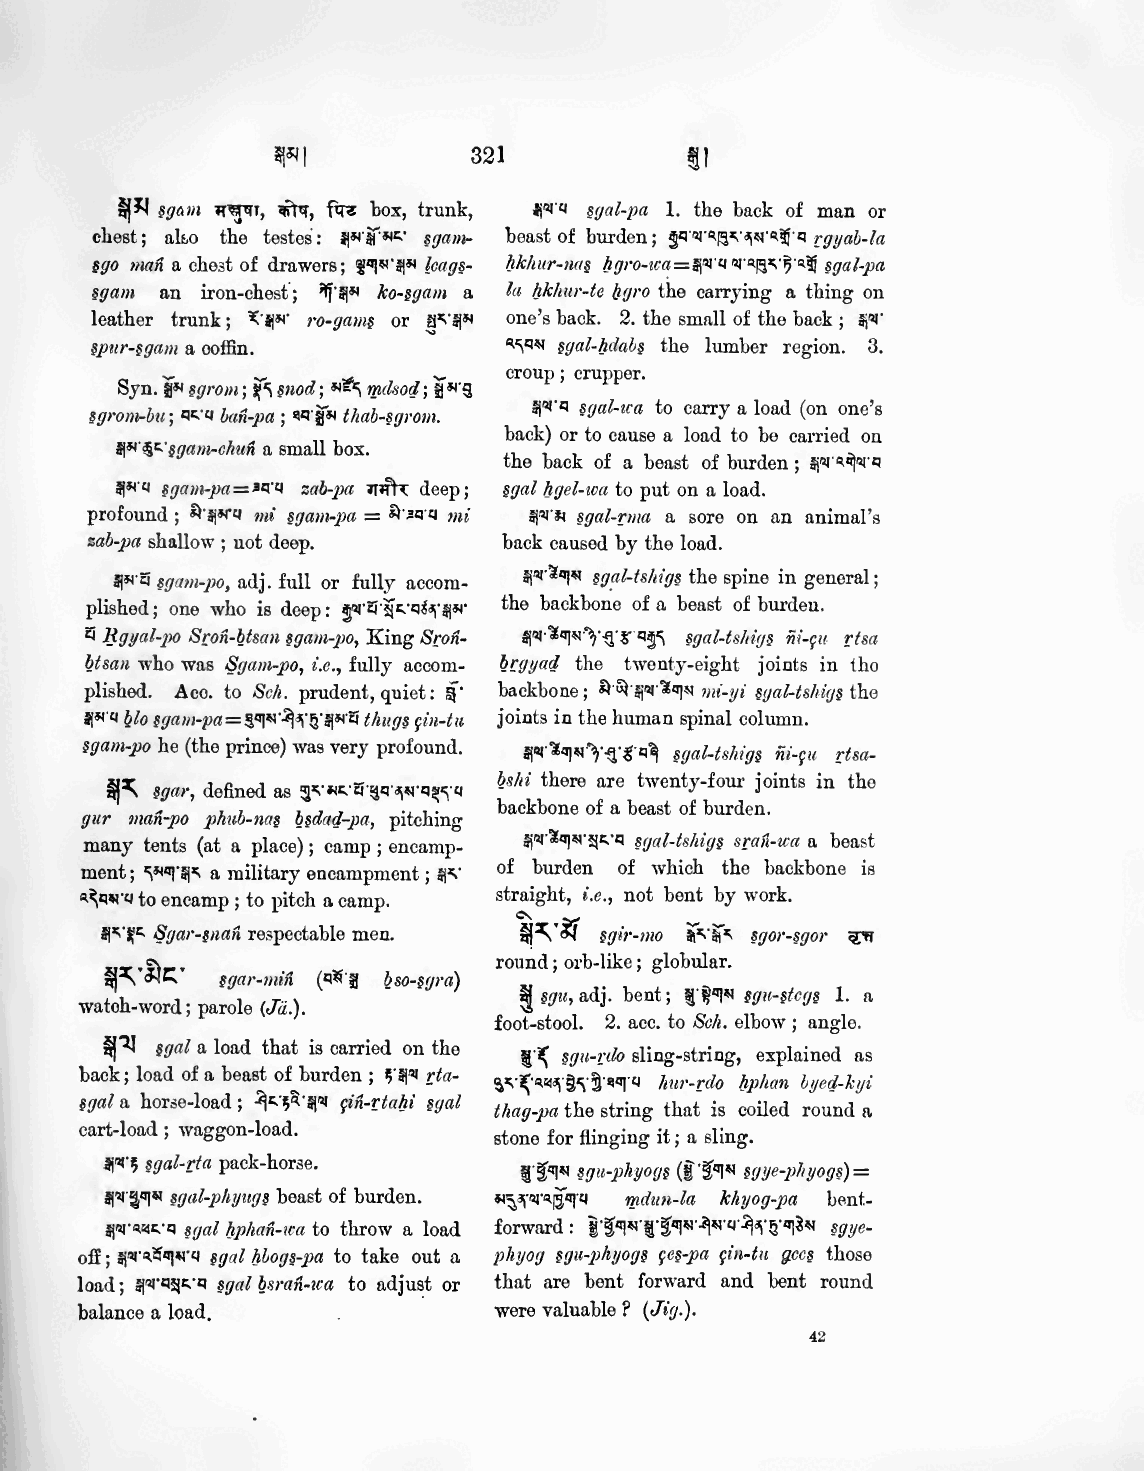 སྒམ།
321
སྒུ།
སྒམ sgam मञ्जुषा, कोष, पिट box, trunk,
chest; also the testes: སྒམ་སྒོ་མང་ sgam-
sgo mañ a chest of drawers; ལྕགས་སྒམ lcags-
sgam an iron-chest; ཀོ་སྒམ ko-sgam a
leather trunk; རོ་སྒམ་ ro-gams or སྤུར་སྒམ
spur-sgam a coffin.
Syn. སྒྲོམ sgrom; སྣོད snod; མཛོད mdsod; སྒྲོམ་བུ
sgrom-bu; བང་པ bañ-pa; ཐབ་སྒྲོམ thab-sgrom.
སྒམ་ཆུང་ sgam-chuñ a small box.
སྒམ་པ sgam-pa=ཟབ་པ zab-pa गभीर deep;
profound; མི་སྒམ་པ mi sgam-pa = མི་ཟབ་པ mi
zab-pa shallow; not deep.
སྒམ་པོ sgam-po, adj. full or fully accom-
plished; one who is deep: རྒྱལ་པོ་སྲོང་བཙན་སྒམ་
པོ Rgyal-po Sroñ-btsan sgam-po, King Sroñ-
btsan who was Sgam-po, i.e., fully accom-
plished. Acc. to Sch. prudent, quiet: བློ་
སྒམ་པ blo sgam-pa=ཐུགས་ཤིན་ཏུ་སྒམ་པོ thugs çin-tu
sgam-po he (the prince) was very profound.
སྒར sgar, defined as གུར་མང་པོ་ཕུབ་ནས་བསྡད་པ
gur mañ-po phub-nas bsdad-pa, pitching
many tents (at a place); camp; encamp-
ment; དམག་སྒར a military encampment; སྒར་
འདེབས་པ to encamp; to pitch a camp.
སྒར་སྣང Sgar-snañ respectable men.
སྒར་མིང་ sgar-miñ (བསོ་སྒྲ bso-sgra)
watch-word; parole (Jä.).
སྒལ sgal a load that is carried on the
back; load of a beast of burden; རྟ་སྒལ rta-
sgal a horse-load; ཤིང་རྟའི་སྒལ çiñ-rtahi sgal
cart-load; waggon-load.
སྒལ་རྟ sgal-rta pack-horse.
སྒལ་ཕྱུགས sgal-phyugs beast of burden.
སྒལ་འཕང་བ sgal hphañ-wa to throw a load
off; སྒལ་འབོགས་པ sgal hbogs-pa to take out a
load; སྒལ་བསྲང་བ sgal bsrañ-wa to adjust or
balance a load.
སྒལ་པ sgal-pa 1. the back of man or
beast of burden; རྒྱབ་ལ་འཁུར་ནས་འགྲོ་བ rgyab-la
hkhur-nas hgro-wa=སྒལ་པ་ལ་འཁུར་ཏེ་འགྲོ sgal-pa
la hkhur-te hgro the carrying a thing on
one's back. 2. the small of the back; སྒལ་
འདབས sgal-hdabs the lumber region. 3.
croup; crupper.
སྒལ་བ sgal-wa to carry a load (on one's
back) or to cause a load to be carried on
the back of a beast of burden; སྒལ་འགེལ་བ
sgal hgel-wa to put on a load.
སྒལ་རྨ sgal-rma a sore on an animal's
back caused by the load.
སྒལ་ཚིགས sgal-tshigs the spine in general;
the backbone of a beast of burden.
སྒལ་ཚིགས་ཉི་ཤུ་རྩ་བརྒྱད sgal-tshigs ñi-çu rtsa
brgyad the twenty-eight joints in the
backbone; མི་ཡི་སྒལ་ཚིགས mi-yi sgal-tshigs the
joints in the human spinal column.
སྒལ་ཚིགས་ཉི་ཤུ་རྩ་བཞི sgal-tshigs ñi-çu rtsa-
bshi there are twenty-four joints in the
backbone of a beast of burden.
སྒལ་ཚིགས་སྲང་བ sgal-tshigs srañ-wa a beast
of burden of which the backbone is
straight, i.e., not bent by work.
སྒིར་མོ sgir-mo སྒོར་སྒོར sgor-sgor वृत्त
round; orb-like; globular.
སྒུ sgu, adj. bent; སྒུ་སྟེགས sgu-stegs 1. a
foot-stool. 2. acc. to Sch. elbow; angle.
སྒུ་རྡོ sgu-rdo sling-string, explained as
ཧུར་རྡོ་འཕན་བྱེད་ཀྱི་ཐག་པ hur-rdo hphan byed-kyi
thag-pa the string that is coiled round a
stone for flinging it; a sling.
སྒུ་ཕྱོགས sgu-phyogs (སྒྱེ་ཕྱོགས sgye-phyogs)=
མདུན་ལ་འཁྱོག་པ mdun-la khyog-pa bent-
forward: སྒྱེ་ཕྱོགས་སྒུ་ཕྱོགས་ཤེས་པ་ཤིན་ཏུ་གཅེས sgye-
phyog sgu-phyogs çes-pa çin-tu gces those
that are bent forward and bent round
were valuable? (Jig.).
42